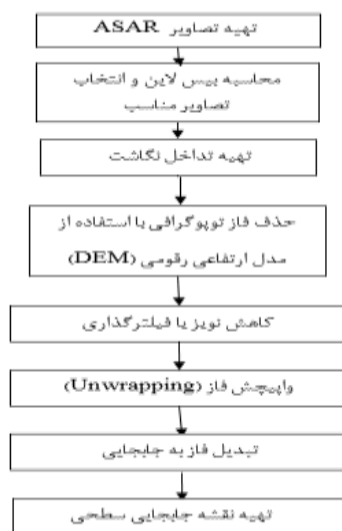 تهیه تصاویر ASAR
محاسبه بیس لاین و انتخاب
تصاویر مناسب
تهیه تداخل نگاشت
حذف فاز توپوگرافی با استفاده از
مدل ارتفاعی رقومی (DEM)
کاهش نویز با فیلترگذاری
واپیچش فاز (Unwrapping)
تبدیل فاز به جابجایی
تهیه نقشه جابجایی سطحی